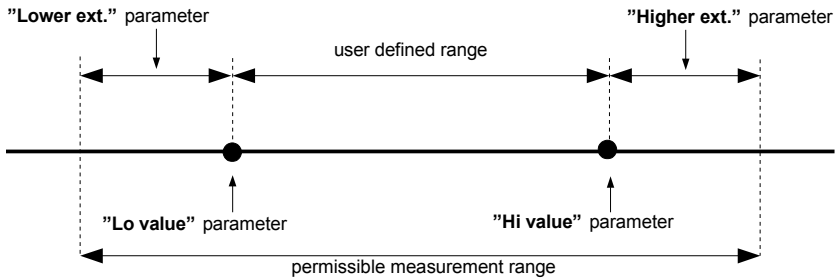 ”Lower ext.” parameter
”Higher ext.” parameter
user defined range
”Lo value” parameter
”Hi value” parameter
permissible measurement range